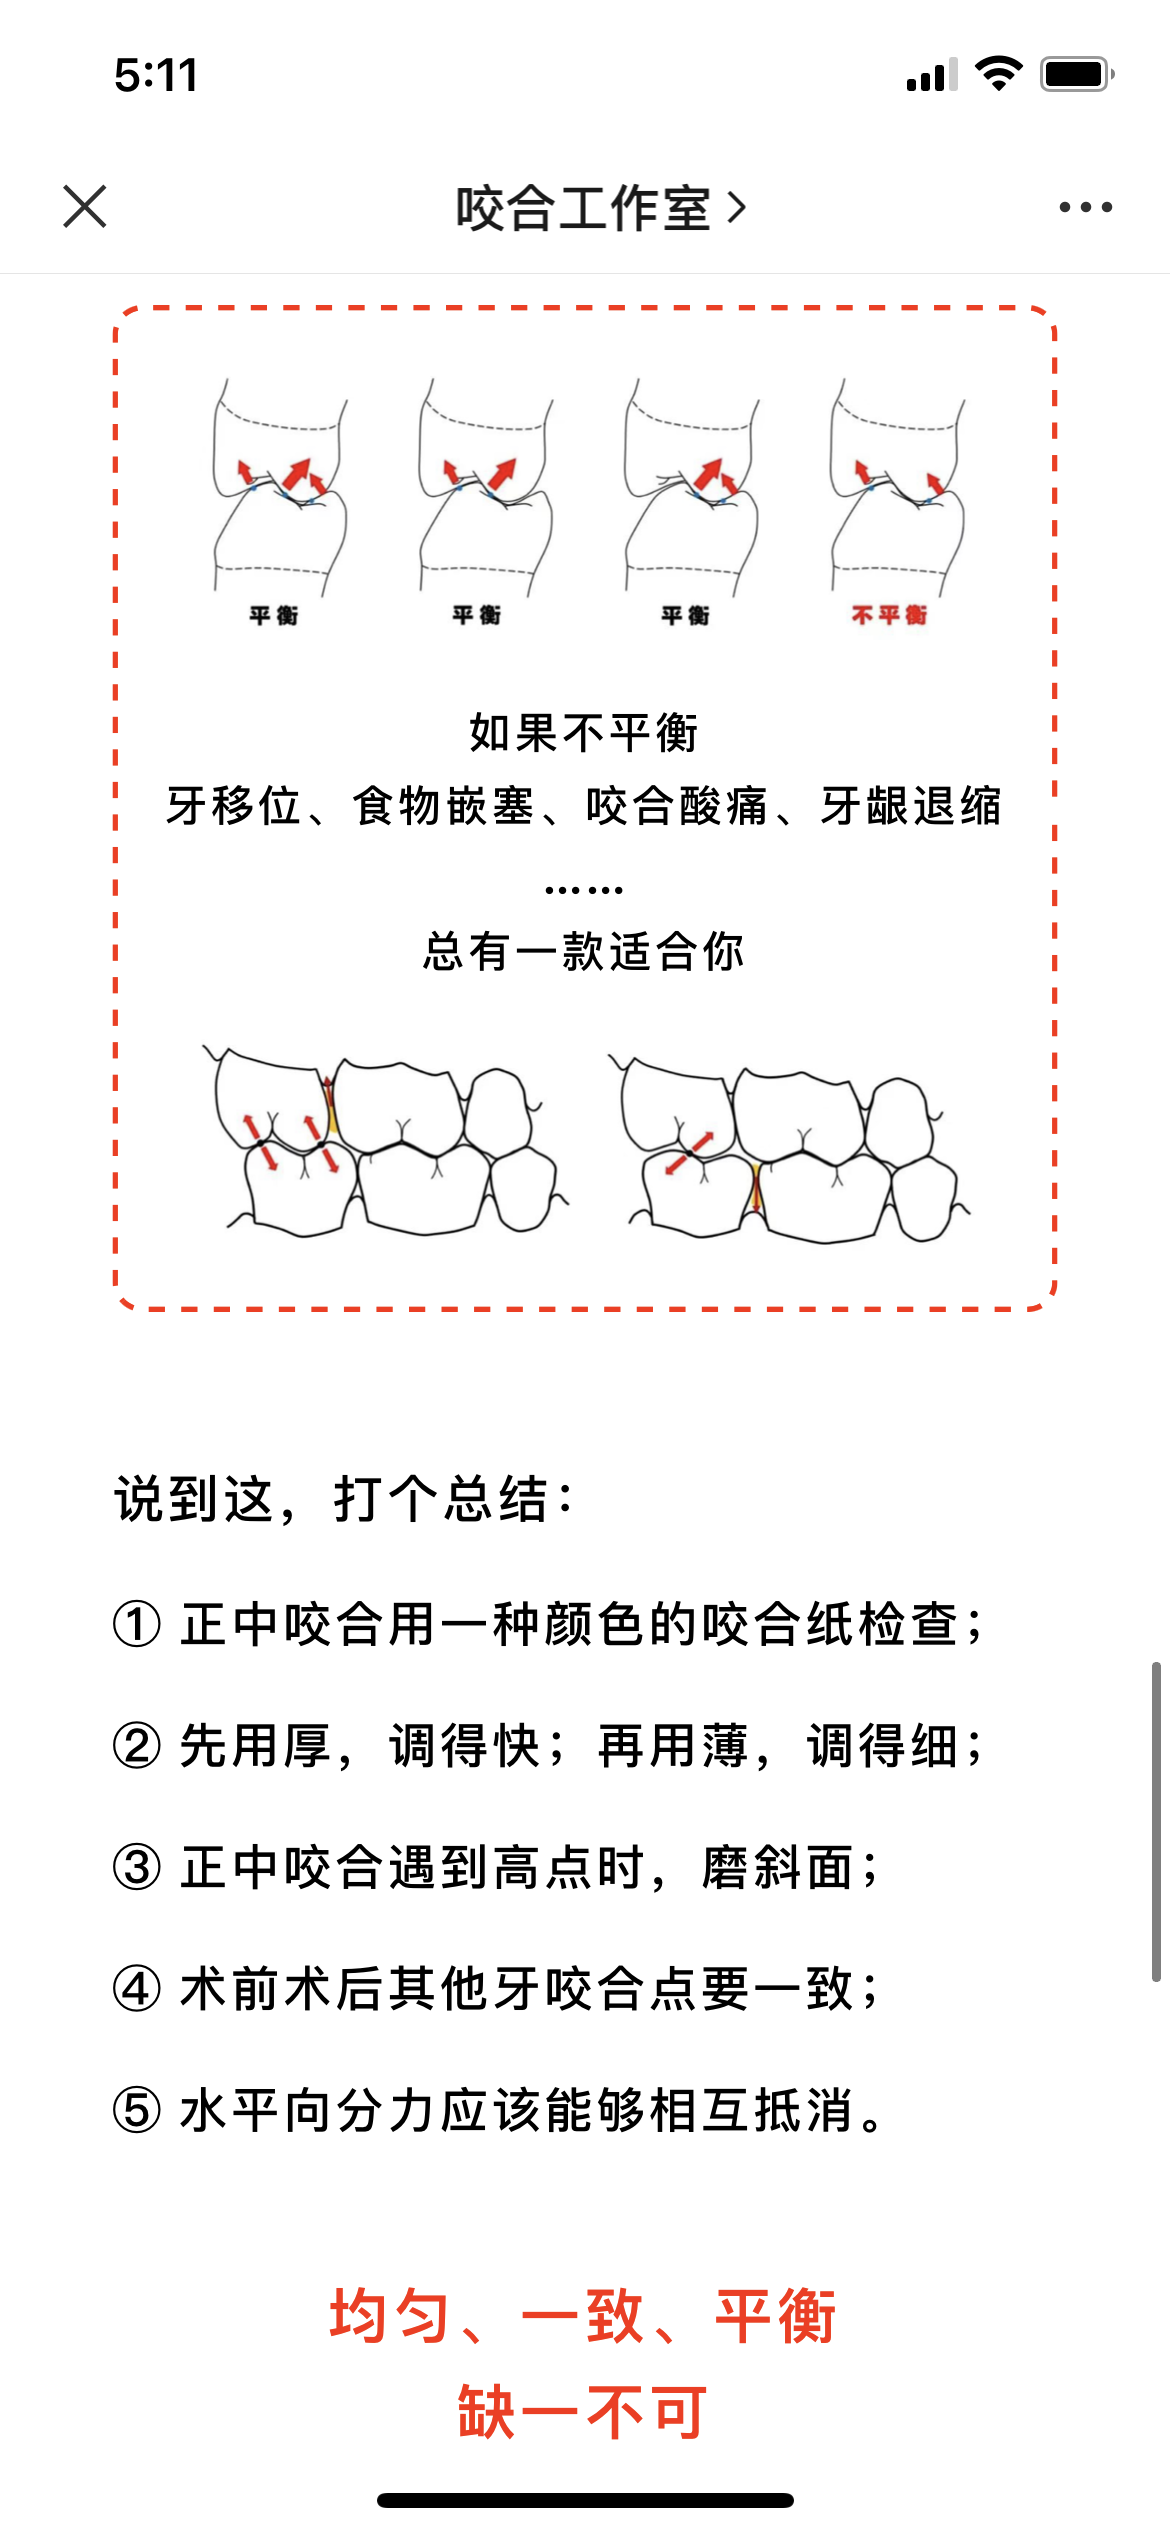 5:11
咬合工作室
平衡 平衡 平衡 不平衡
如果不平衡
牙移位、食物嵌塞、咬合酸痛、牙龈退缩
……
总有一款适合你
说到这，打个总结：
① 正中咬合用一种颜色的咬合纸检查；
② 先用厚，调得快；再用薄，调得细；
③ 正中咬合遇到高点时，磨斜面；
④ 术前术后其他牙咬合点要一致；
⑤ 水平向分力应该能够相互抵消。
均匀、一致、平衡
缺一不可